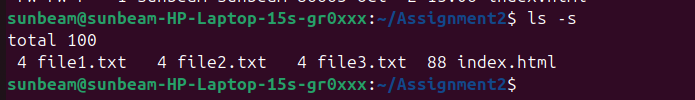 sunbeam@sunbeam-HP-Laptop-15s-gr0xxx:~/Assignment2$ ls -s
total 100
 4 file1.txt   4 file2.txt   4 file3.txt  88 index.html
sunbeam@sunbeam-HP-Laptop-15s-gr0xxx:~/Assignment2$